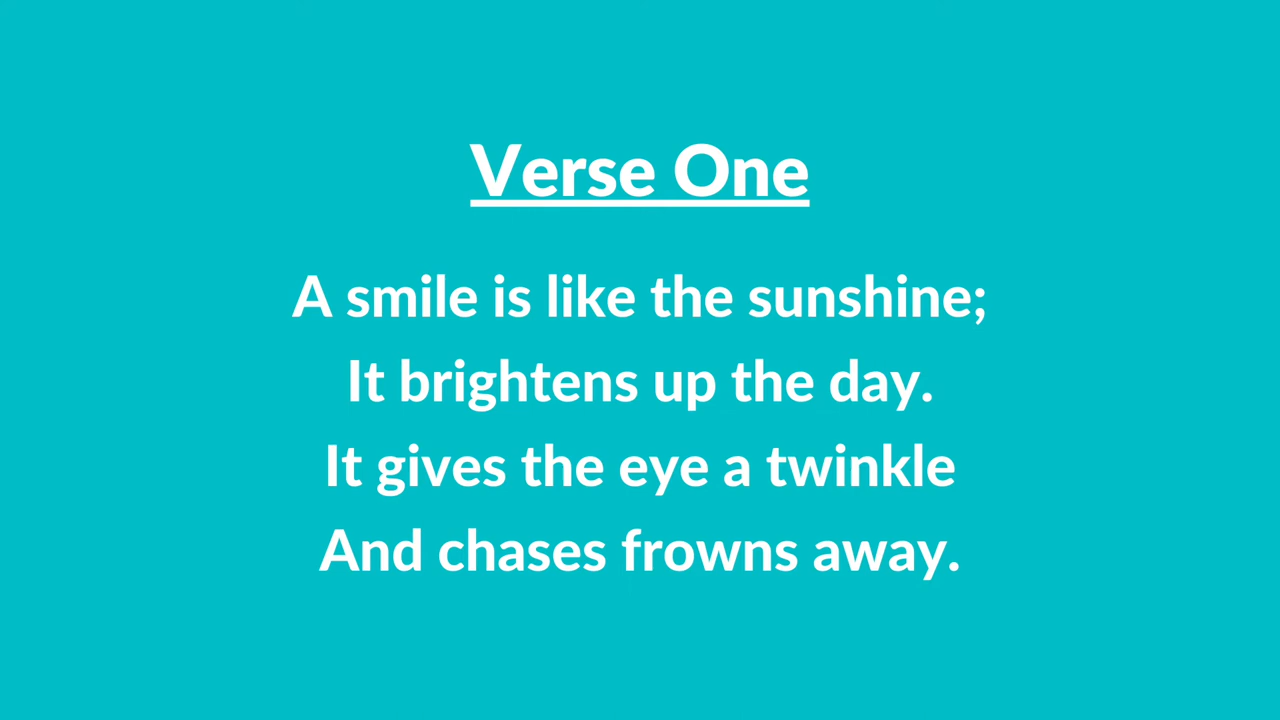 Verse One
A smile is like the sunshine;
It brightens up the day.
It gives the eye a twinkle
And chases frowns away.